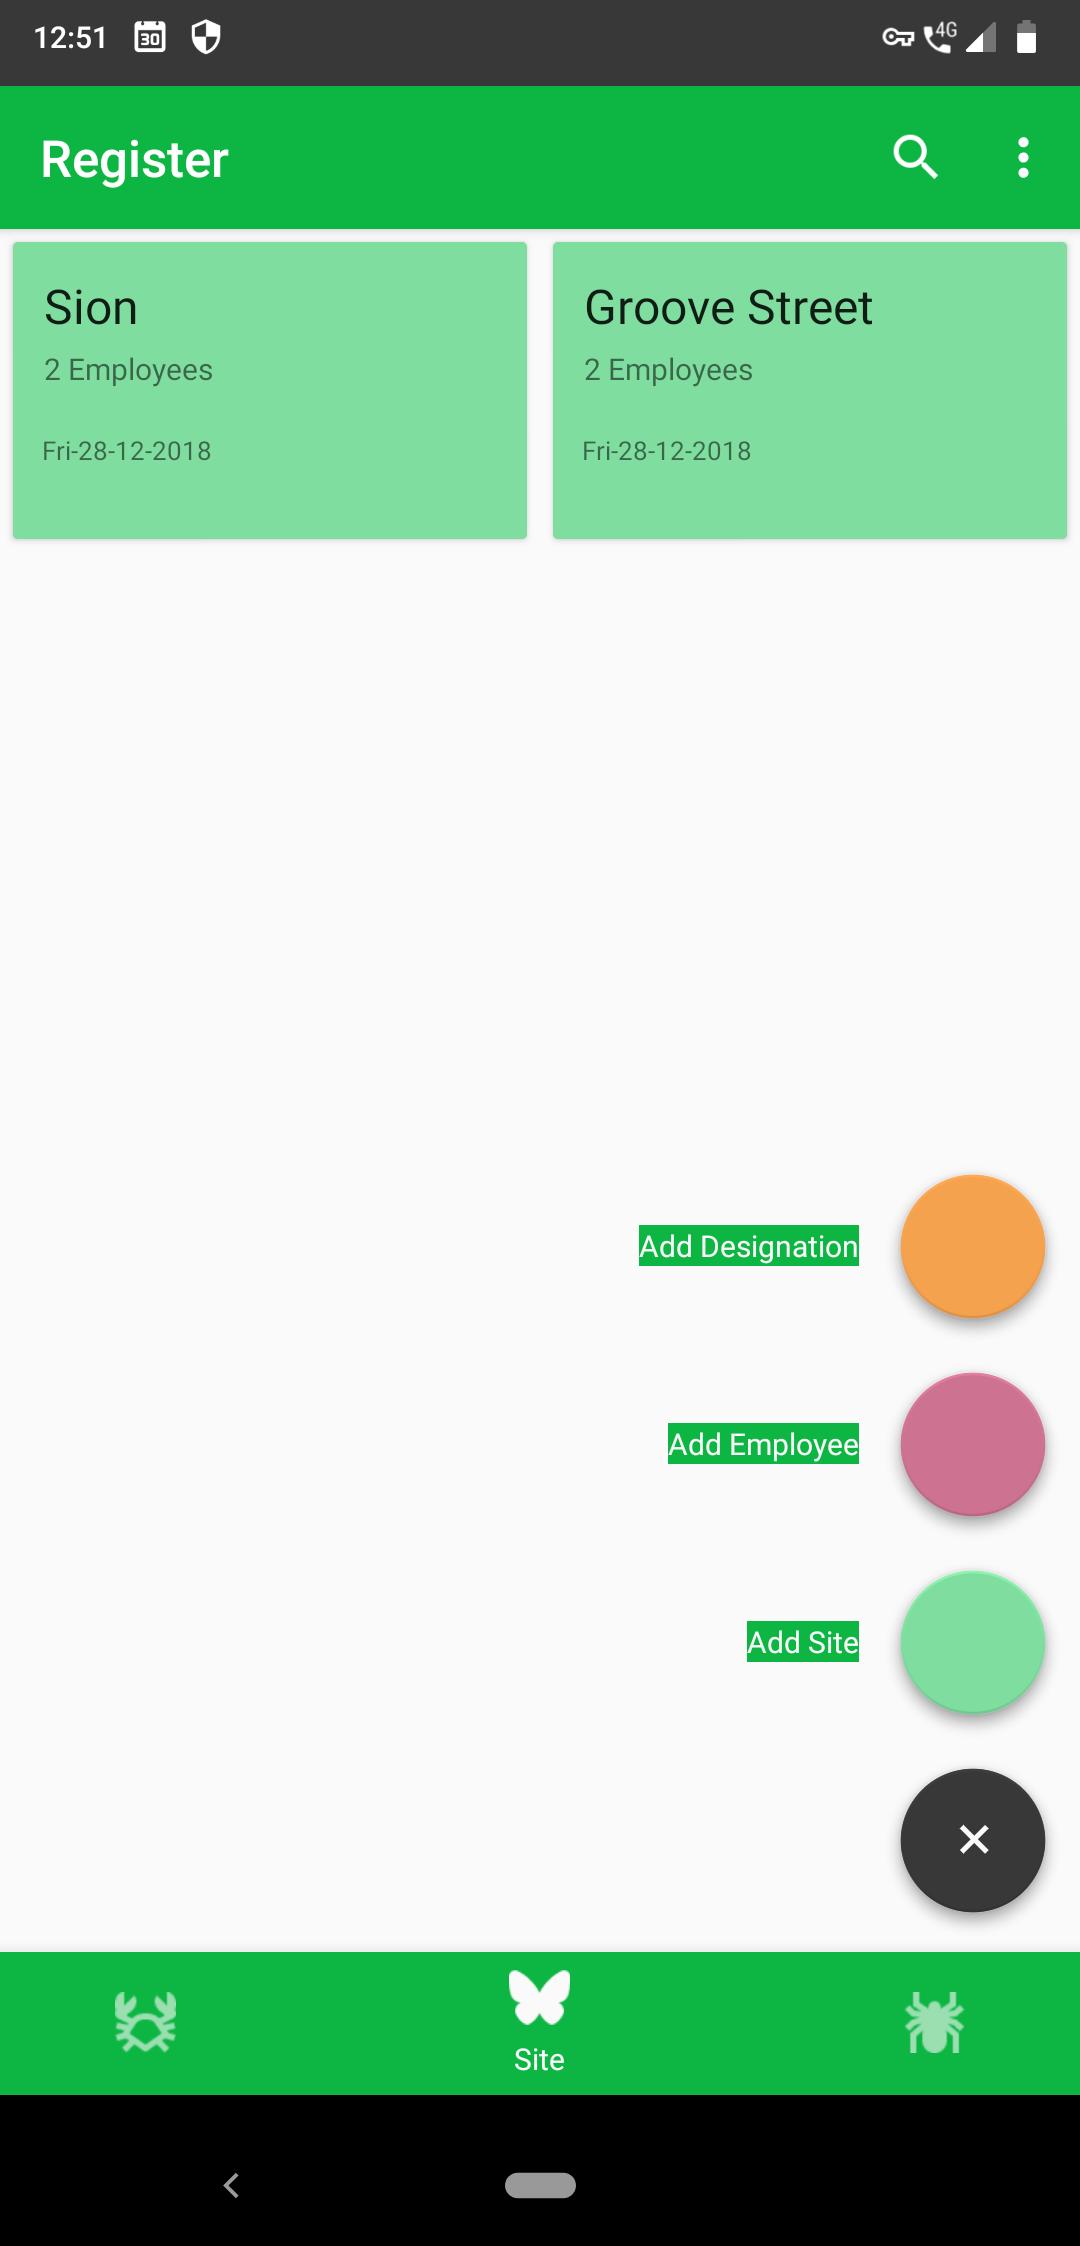 12:51 30 4G
Register
Sion
2 Employees
Fri-28-12-2018
Groove Street
2 Employees
Fri-28-12-2018
Add Designation
Add Employee
Add Site
Site